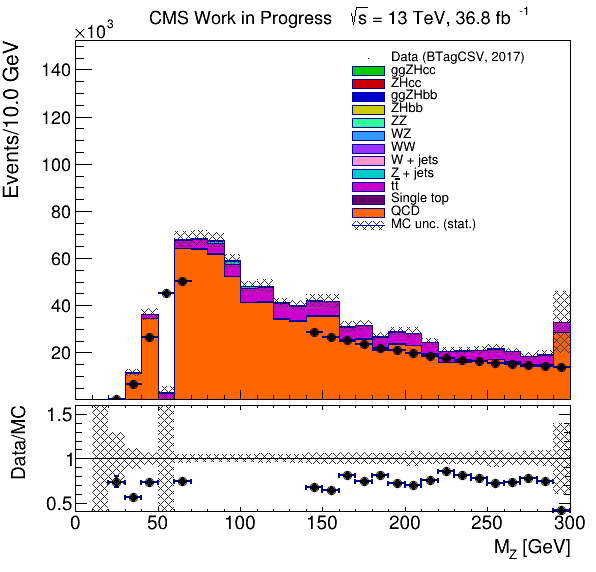 CMS Work in Progress √s = 13 TeV, 36.8 fb -1
×10³
Events/10.0 GeV
140
120
100
80
60
40
20
Data (BTagCSV, 2017)
ggZHcc
ZHcc
ggZHbb
ZHbb
ZZ
WZ
WW
W + jets
Z + jets
tt̄
Single top
QCD
MC unc. (stat.)
Data/MC
1.5
1
0.5
0 50 100 150 200 250 300
M_Z [GeV]